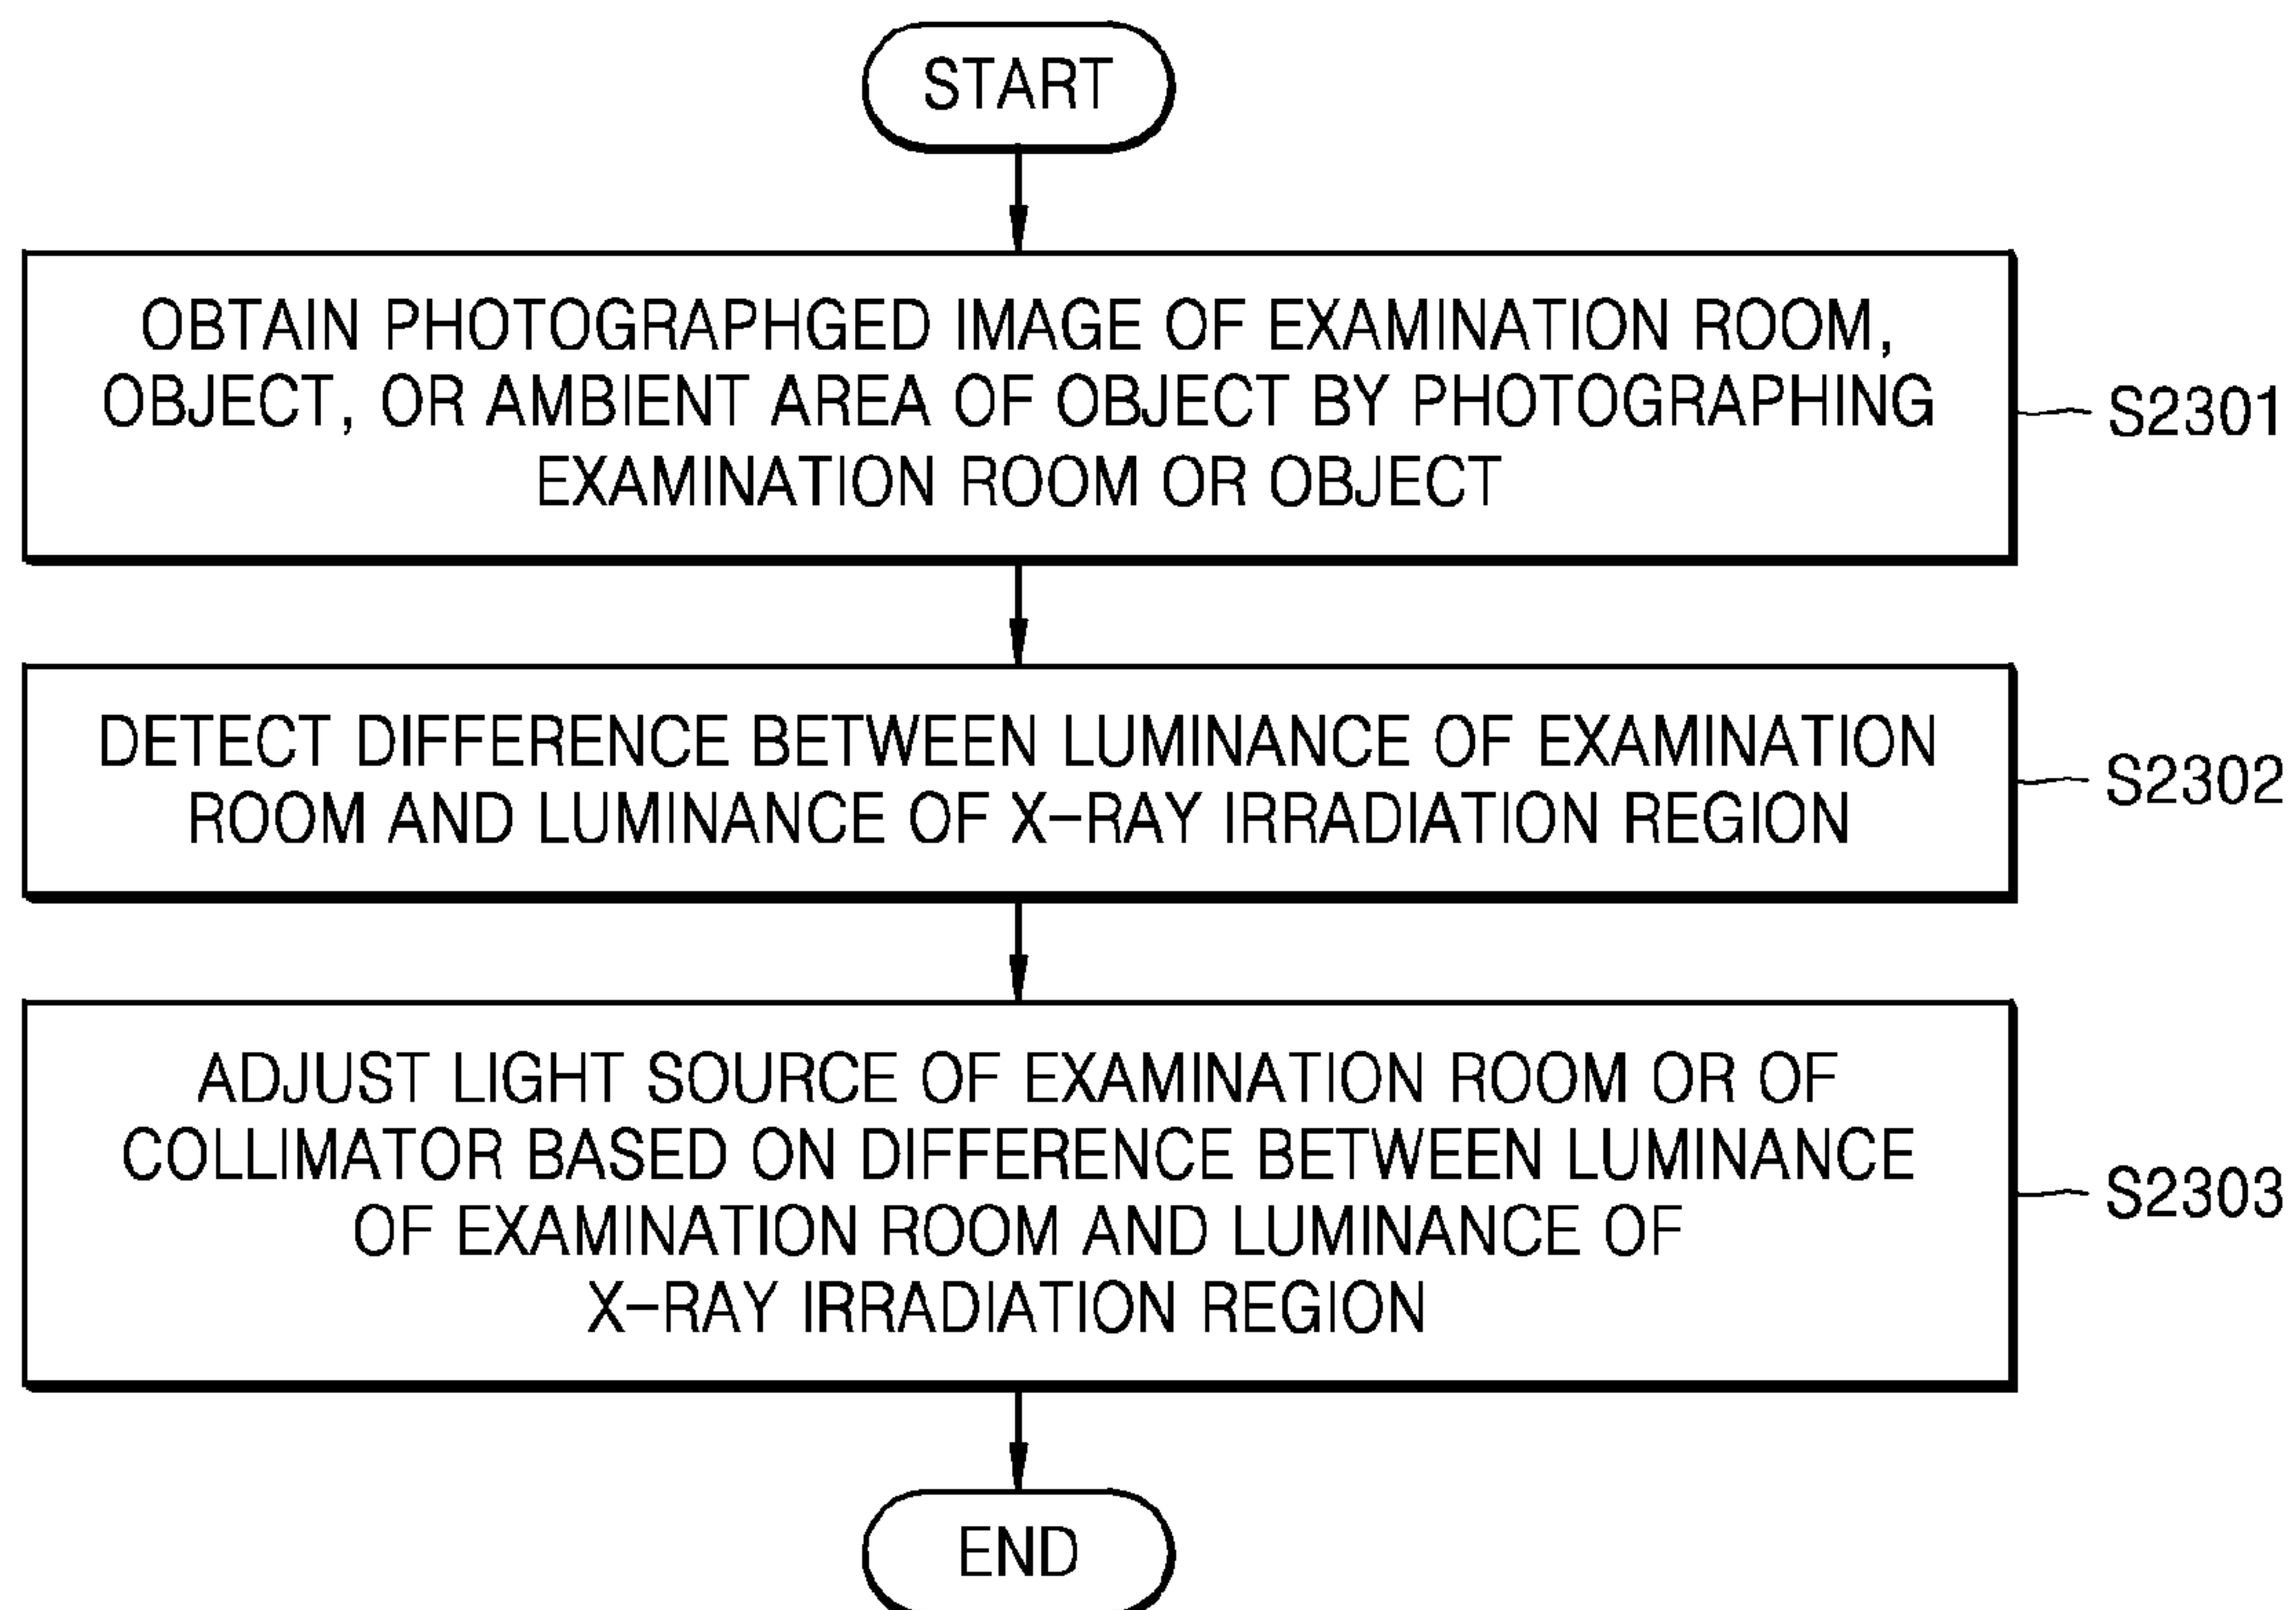 START
OBTAIN PHOTOGRAPHGED IMAGE OF EXAMINATION ROOM,
OBJECT, OR AMBIENT AREA OF OBJECT BY PHOTOGRAPHING
EXAMINATION ROOM OR OBJECT
S2301
DETECT DIFFERENCE BETWEEN LUMINANCE OF EXAMINATION
ROOM AND LUMINANCE OF X-RAY IRRADIATION REGION
S2302
ADJUST LIGHT SOURCE OF EXAMINATION ROOM OR OF
COLLIMATOR BASED ON DIFFERENCE BETWEEN LUMINANCE
OF EXAMINATION ROOM AND LUMINANCE OF
X-RAY IRRADIATION REGION
S2303
END